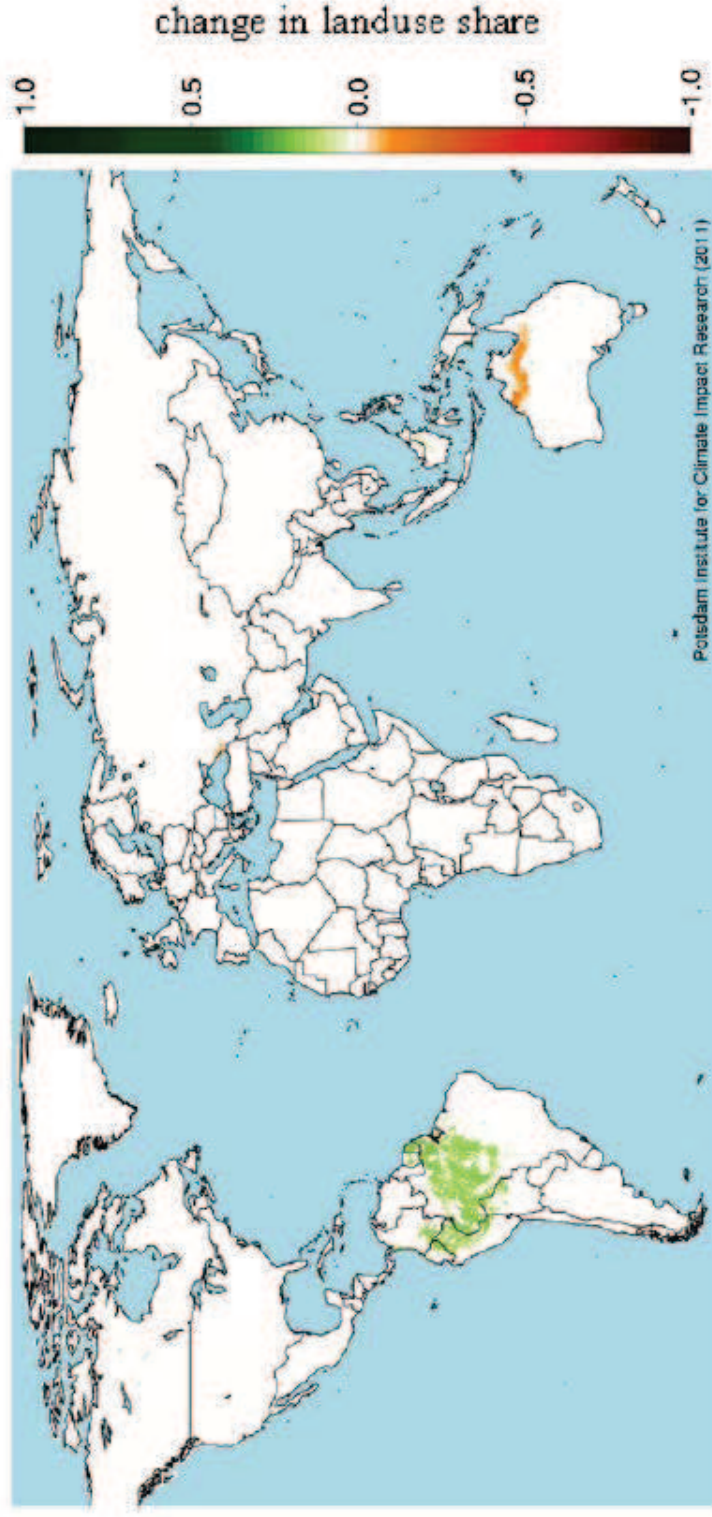 change in landuse share
1.0
0.5
0.0
-0.5
-1.0
Potsdam Institute for Climate Impact Research (2011)